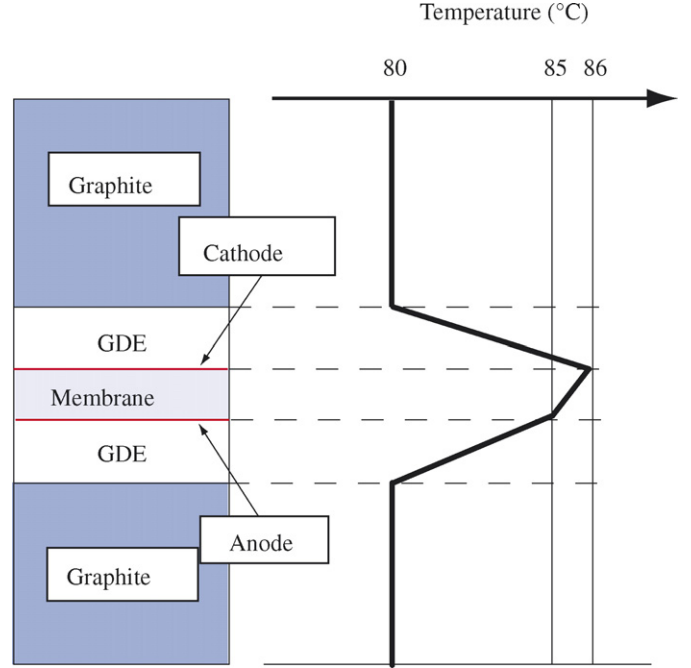 Temperature (°C)
80 85 86
Graphite
Cathode
GDE
Membrane
GDE
Anode
Graphite